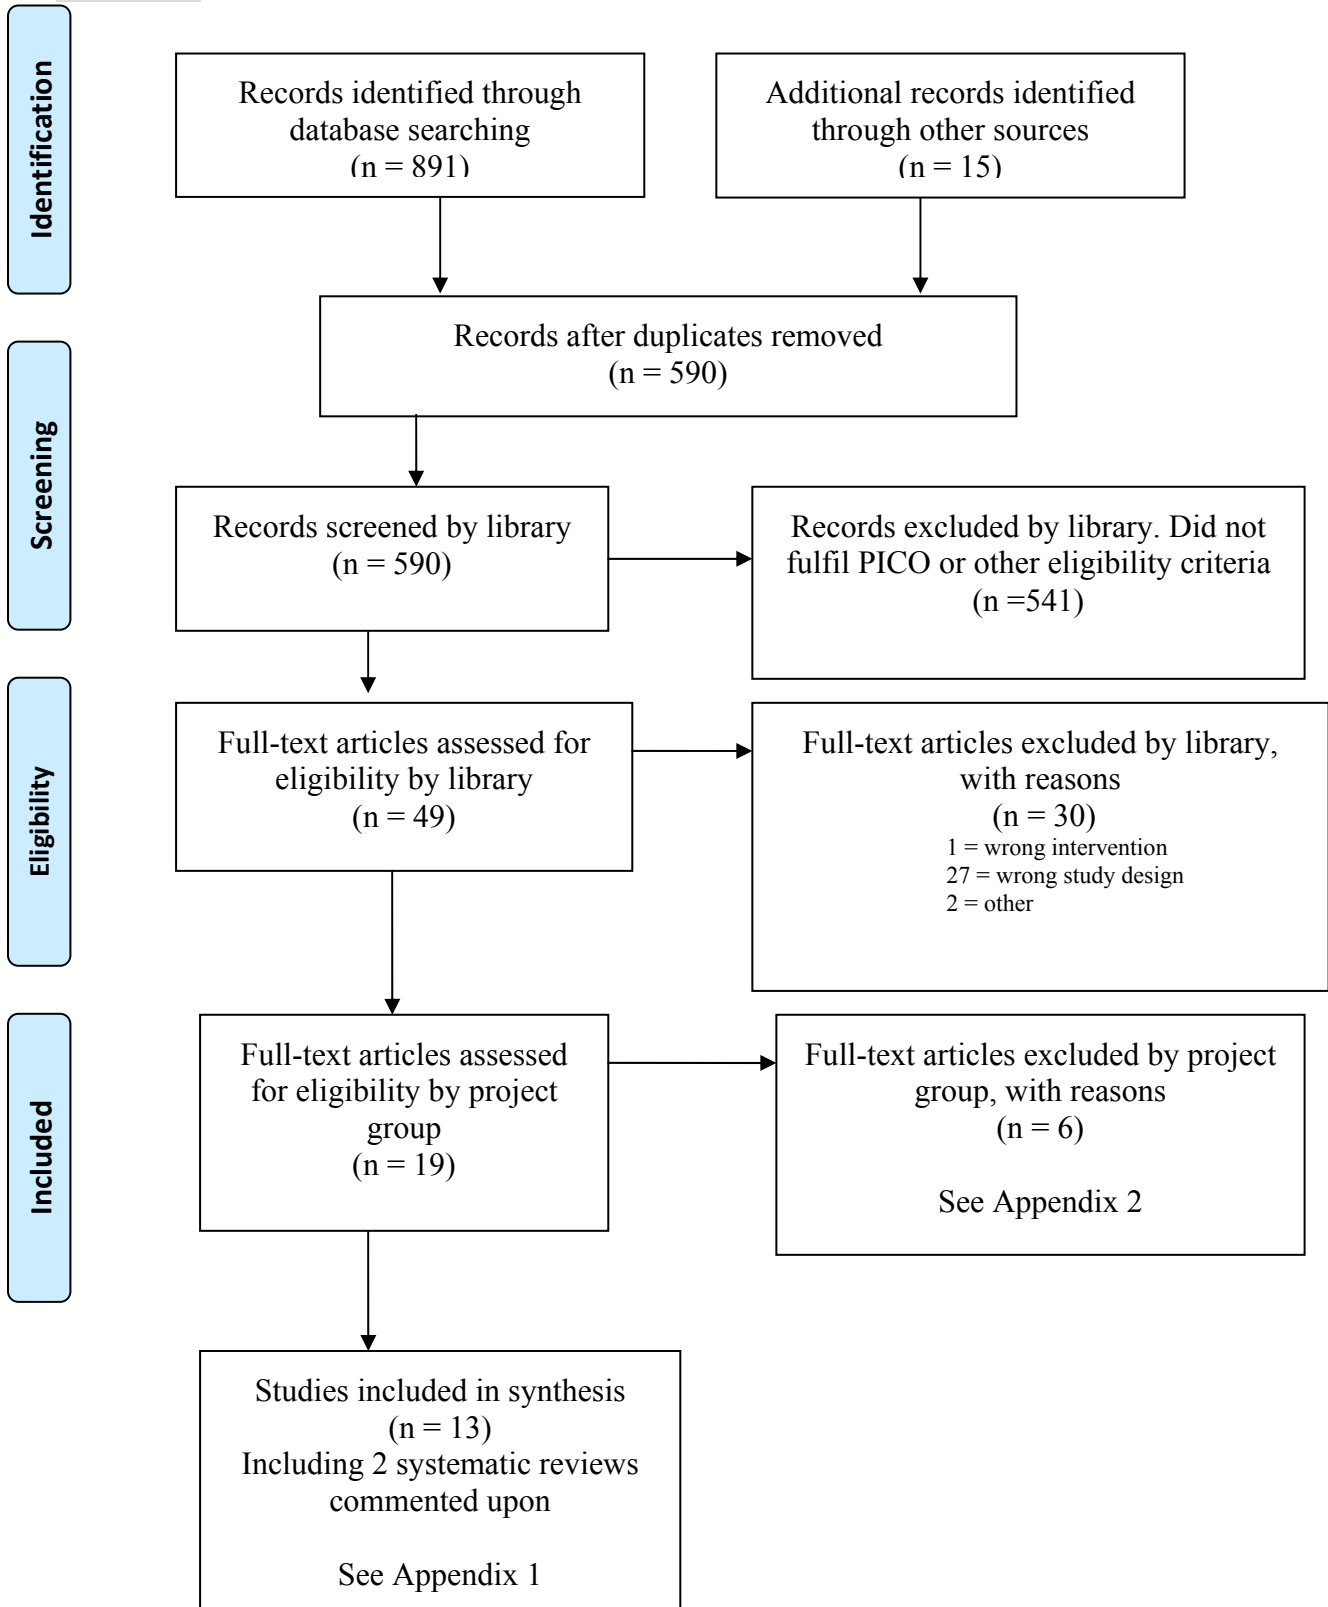 Identification
Records identified through
database searching
(n = 891)
Additional records identified
through other sources
(n = 15)
Records after duplicates removed
(n = 590)
Screening
Records screened by library
(n = 590)
Records excluded by library. Did not
fulfil PICO or other eligibility criteria
(n =541)
Eligibility
Full-text articles assessed for
eligibility by library
(n = 49)
Full-text articles excluded by library,
with reasons
(n = 30)
1 = wrong intervention
27 = wrong study design
2 = other
Included
Full-text articles assessed
for eligibility by project
group
(n = 19)
Full-text articles excluded by project
group, with reasons
(n = 6)
See Appendix 2
Studies included in synthesis
(n = 13)
Including 2 systematic reviews
commented upon
See Appendix 1